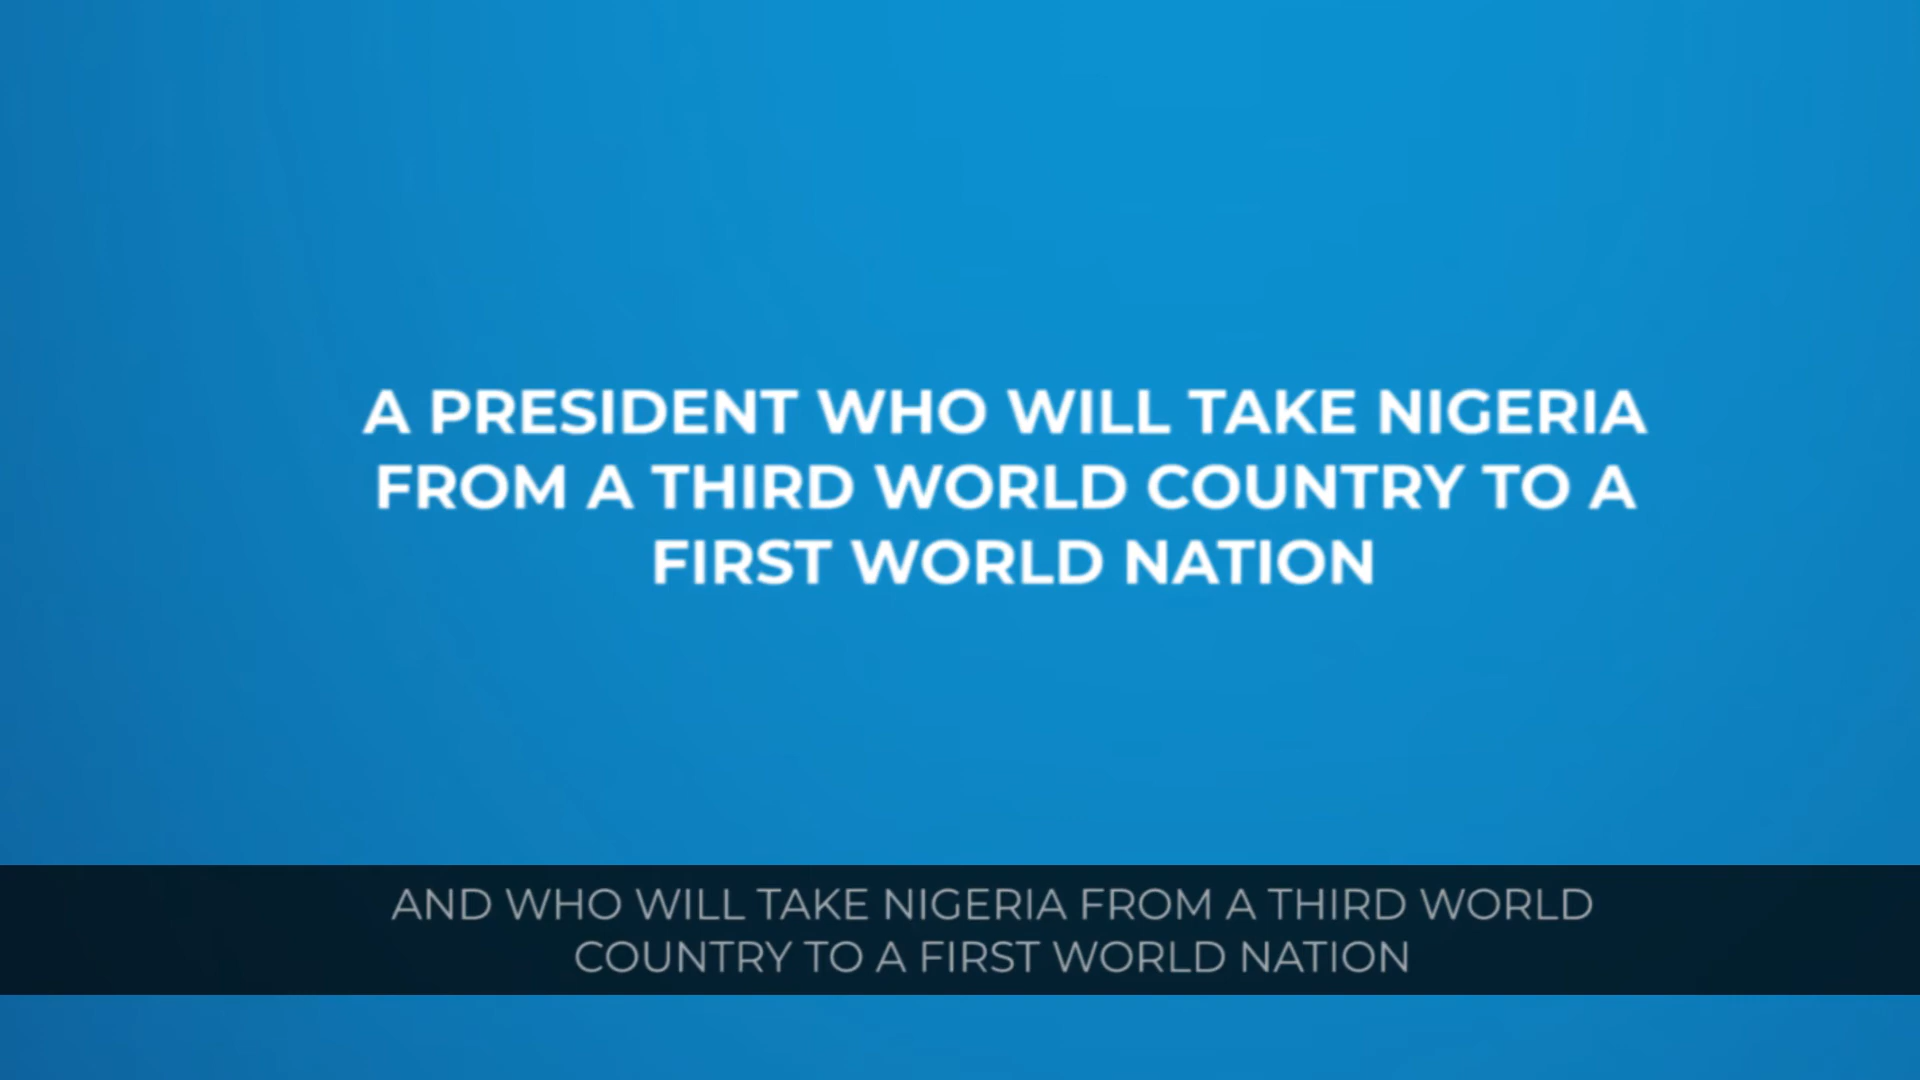 A PRESIDENT WHO WILL TAKE NIGERIA
FROM A THIRD WORLD COUNTRY TO A
FIRST WORLD NATION
AND WHO WILL TAKE NIGERIA FROM A THIRD WORLD
COUNTRY TO A FIRST WORLD NATION